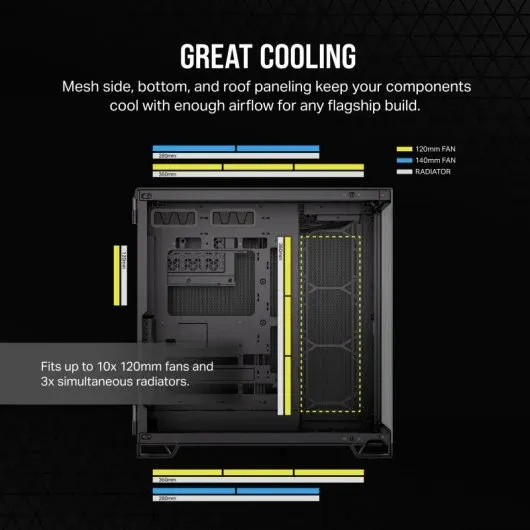 GREAT COOLING
Mesh side, bottom, and roof paneling keep your components
cool with enough airflow for any flagship build.
120mm FAN
140mm FAN
RADIATOR
280mm
360mm
120mm
360mm
Fits up to 10x 120mm fans and
3x simultaneous radiators.
360mm
280mm